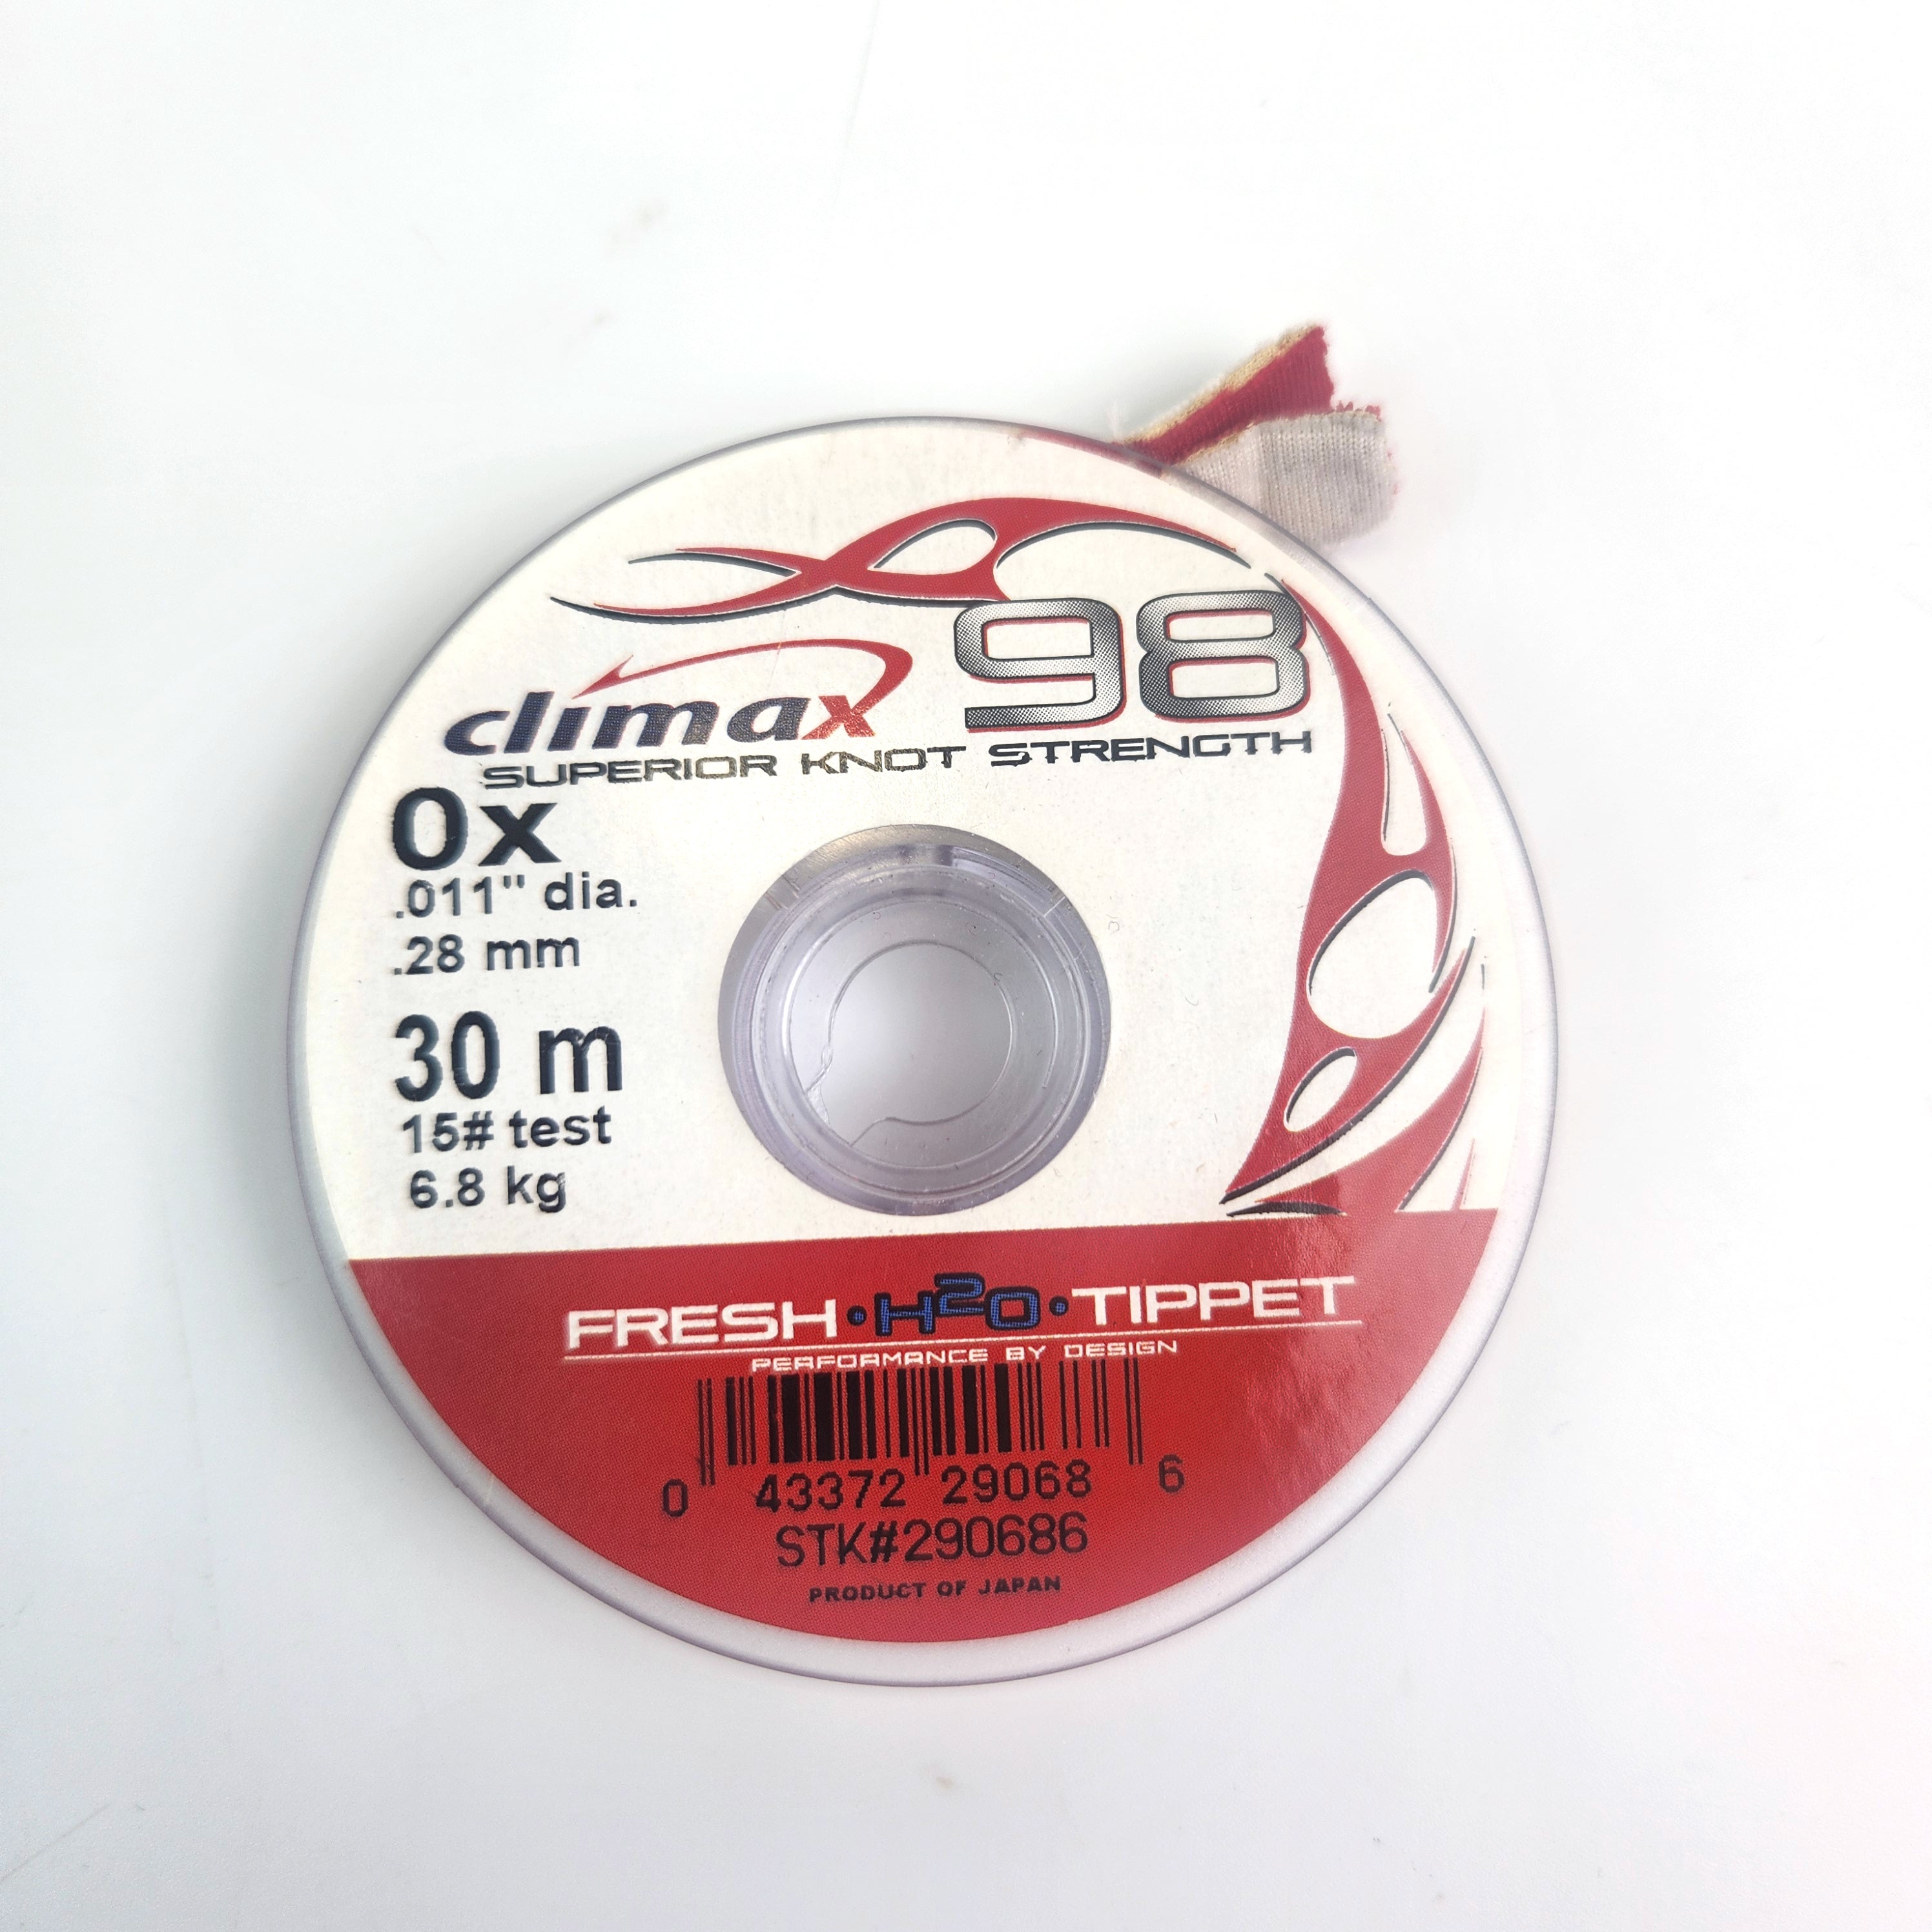 98
climax
SUPERIOR KNOT STRENGTH
0x
.011" dia.
.28 mm
30 m
15# test
6.8 kg
FRESH·H2O·TIPPET
PERFORMANCE BY DESIGN
0 43372 29068 6
STK#290686
PRODUCT OF JAPAN